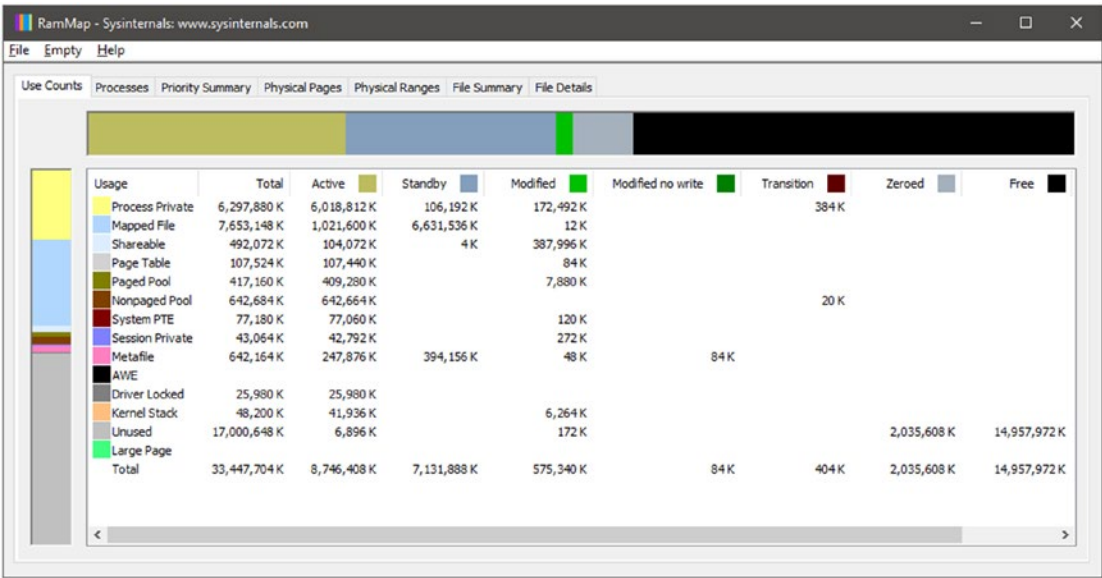 RamMap - Sysinternals: www.sysinternals.com
File Empty Help
Use Counts Processes Priority Summary Physical Pages Physical Ranges File Summary File Details
Usage Total Active Standby Modified Modified no write Transition Zeroed Free
Process Private 6,297,880 K 6,018,812 K 106,192 K 172,492 K 384 K
Mapped File 7,653,148 K 1,021,600 K 6,631,536 K 12 K
Shareable 492,072 K 104,072 K 4 K 387,996 K
Page Table 107,524 K 107,440 K 84 K
Paged Pool 417,160 K 409,280 K 7,880 K
Nonpaged Pool 642,684 K 642,664 K 20 K
System PTE 77,180 K 77,060 K 120 K
Session Private 43,064 K 42,792 K 272 K
Metafile 642,164 K 247,876 K 394,156 K 48 K 84 K
AWE
Driver Locked 25,980 K 25,980 K
Kernel Stack 48,200 K 41,936 K 6,264 K
Unused 17,000,648 K 6,896 K 172 K 2,035,608 K 14,957,972 K
Large Page
Total 33,447,704 K 8,746,408 K 7,131,888 K 575,340 K 84 K 404 K 2,035,608 K 14,957,972 K